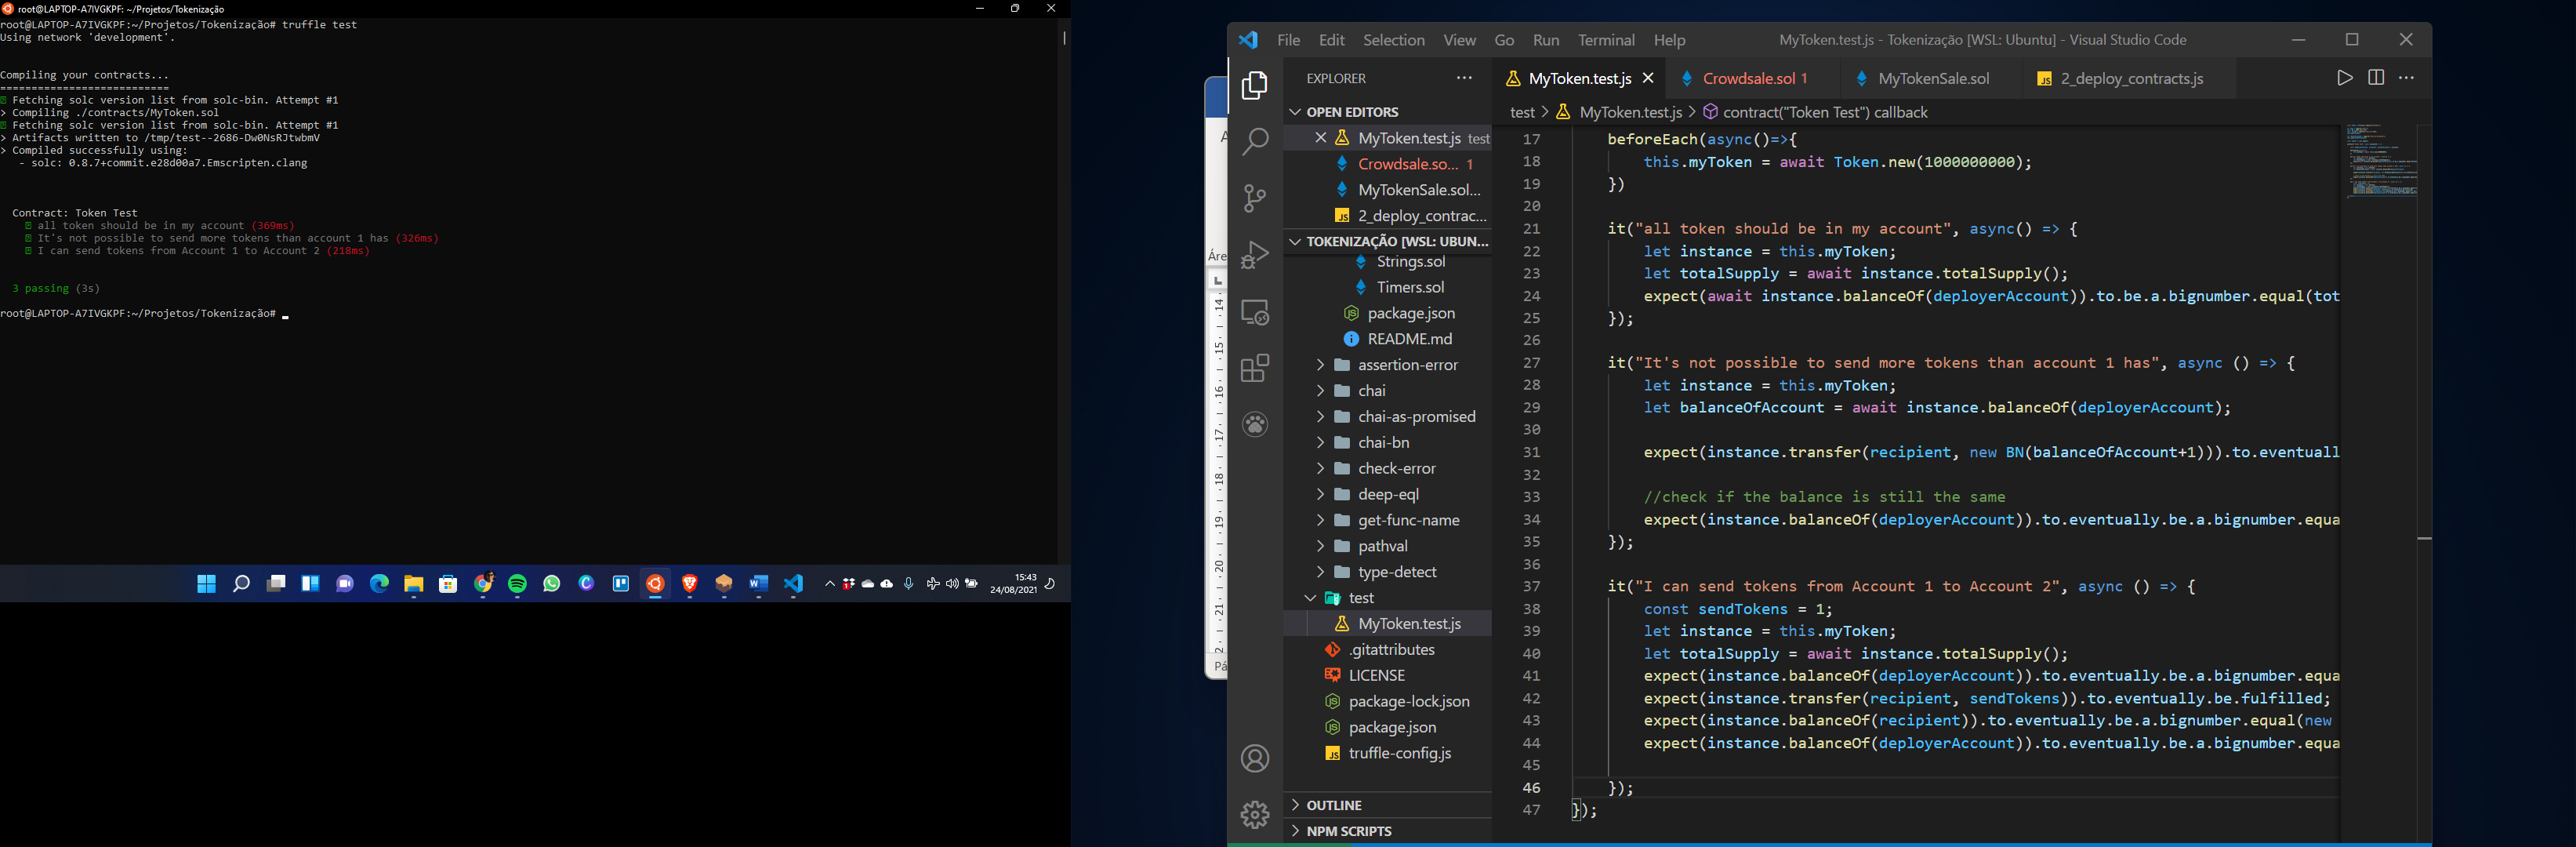 root@LAPTOP-A7IVGKPF: ~/Projetos/Tokenização
root@LAPTOP-A7IVGKPF:~/Projetos/Tokenização# truffle test
Using network 'development'.
Compiling your contracts...
===========================
Fetching solc version list from solc-bin. Attempt #1
> Compiling ./contracts/MyToken.sol
Fetching solc version list from solc-bin. Attempt #1
> Artifacts written to /tmp/test--2686-Dw0NsRJtwbmV
> Compiled successfully using:
- solc: 0.8.7+commit.e28d00a7.Emscripten.clang
Contract: Token Test
all token should be in my account (369ms)
It's not possible to send more tokens than account 1 has (326ms)
I can send tokens from Account 1 to Account 2 (218ms)
3 passing (3s)
root@LAPTOP-A7IVGKPF:~/Projetos/Tokenização#
15:43
24/08/2021
Áre
14
15
16
17
18
19
20
21
2
Pá
File Edit Selection View Go Run Terminal Help
MyToken.test.js - Tokenização [WSL: Ubuntu] - Visual Studio Code
EXPLORER
OPEN EDITORS
MyToken.test.js test
Crowdsale.so... 1
MyTokenSale.sol...
JS 2_deploy_contrac...
TOKENIZAÇÃO [WSL: UBUN...
Strings.sol
Timers.sol
package.json
README.md
assertion-error
chai
chai-as-promised
chai-bn
check-error
deep-eql
get-func-name
pathval
type-detect
test
MyToken.test.js
.gitattributes
LICENSE
package-lock.json
package.json
JS truffle-config.js
OUTLINE
NPM SCRIPTS
MyToken.test.js
Crowdsale.sol 1
MyTokenSale.sol
JS 2_deploy_contracts.js
test > MyToken.test.js > contract("Token Test") callback
17 beforeEach(async()=>{
18 this.myToken = await Token.new(1000000000);
19 })
20
21 it("all token should be in my account", async() => {
22 let instance = this.myToken;
23 let totalSupply = await instance.totalSupply();
24 expect(await instance.balanceOf(deployerAccount)).to.be.a.bignumber.equal(tot
25 });
26
27 it("It's not possible to send more tokens than account 1 has", async () => {
28 let instance = this.myToken;
29 let balanceOfAccount = await instance.balanceOf(deployerAccount);
30
31 expect(instance.transfer(recipient, new BN(balanceOfAccount+1))).to.eventuall
32
33 //check if the balance is still the same
34 expect(instance.balanceOf(deployerAccount)).to.eventually.be.a.bignumber.equa
35 });
36
37 it("I can send tokens from Account 1 to Account 2", async () => {
38 const sendTokens = 1;
39 let instance = this.myToken;
40 let totalSupply = await instance.totalSupply();
41 expect(instance.balanceOf(deployerAccount)).to.eventually.be.a.bignumber.equa
42 expect(instance.transfer(recipient, sendTokens)).to.eventually.be.fulfilled;
43 expect(instance.balanceOf(recipient)).to.eventually.be.a.bignumber.equal(new
44 expect(instance.balanceOf(deployerAccount)).to.eventually.be.a.bignumber.equa
45
46 });
47 });